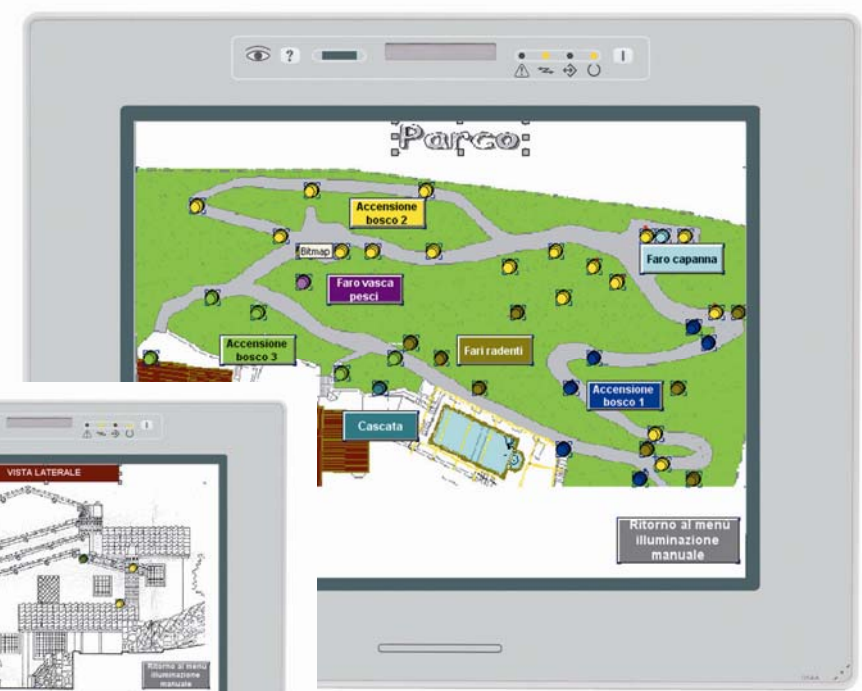 ?
I
Parco
Accensione
bosco 2
Bitmap
Faro capanna
Faro vasca
pesci
Accensione
bosco 3
Fari radenti
Accensione
bosco 1
Cascata
Ritorno al menù
illuminazione
manuale
I
VISTA LATERALE
Ritorno al menù
illuminazione
manuale